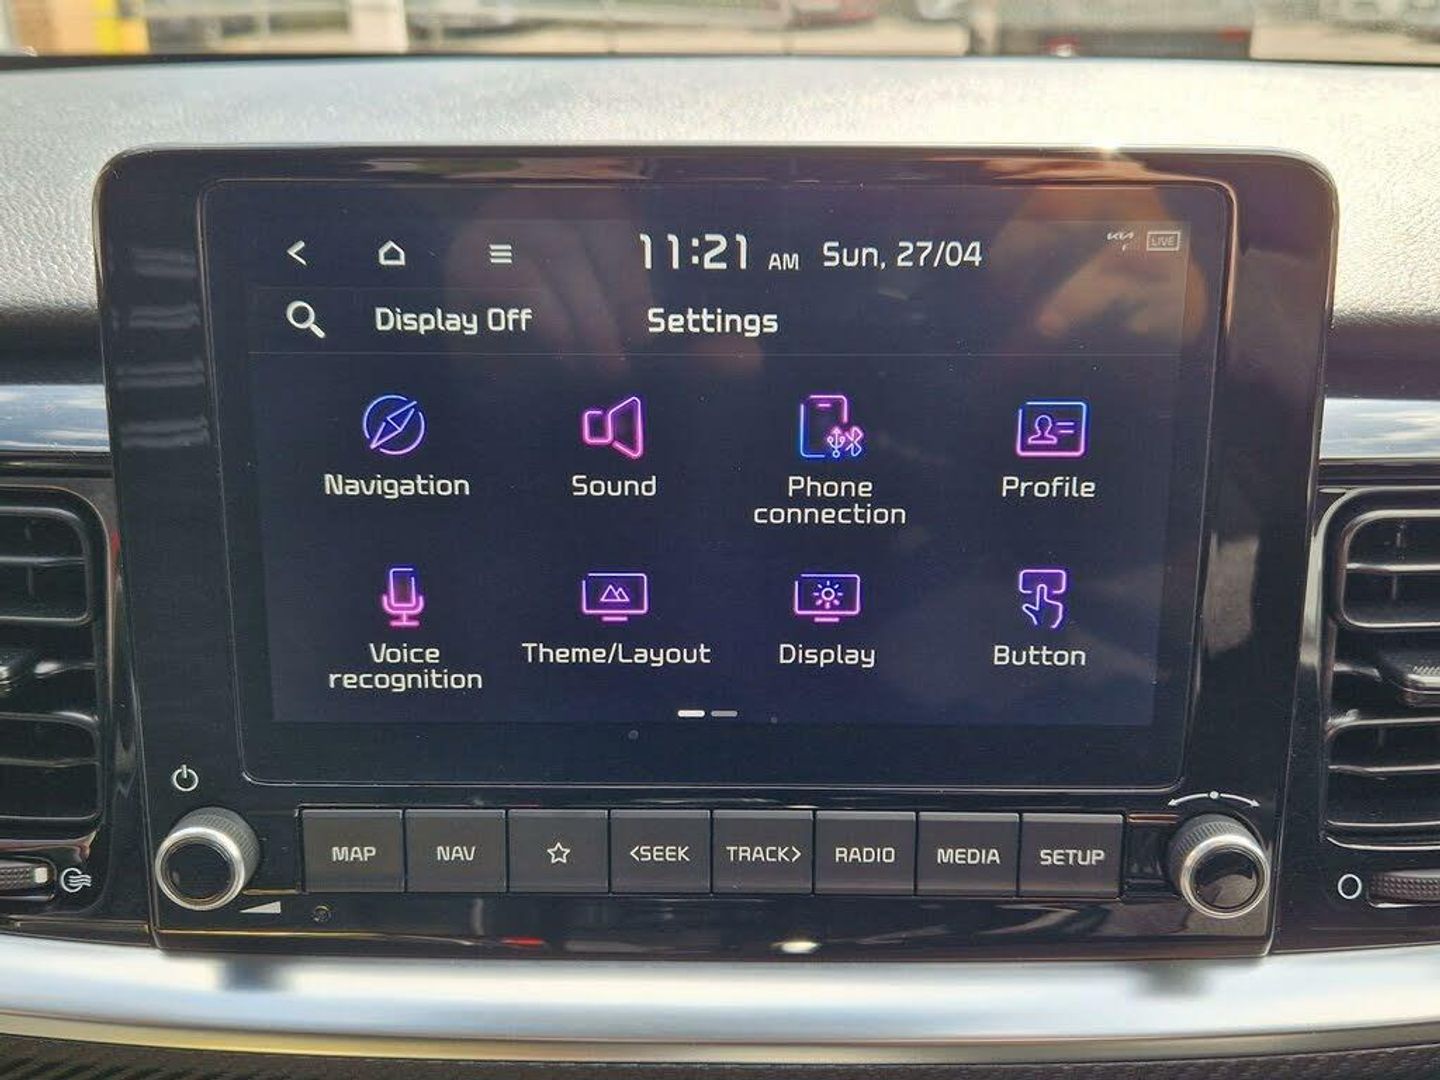 11:21 AM Sun, 27/04
KIA LIVE
Display Off Settings
Navigation Sound Phone connection Profile
Voice recognition Theme/Layout Display Button
MAP NAV <SEEK TRACK> RADIO MEDIA SETUP